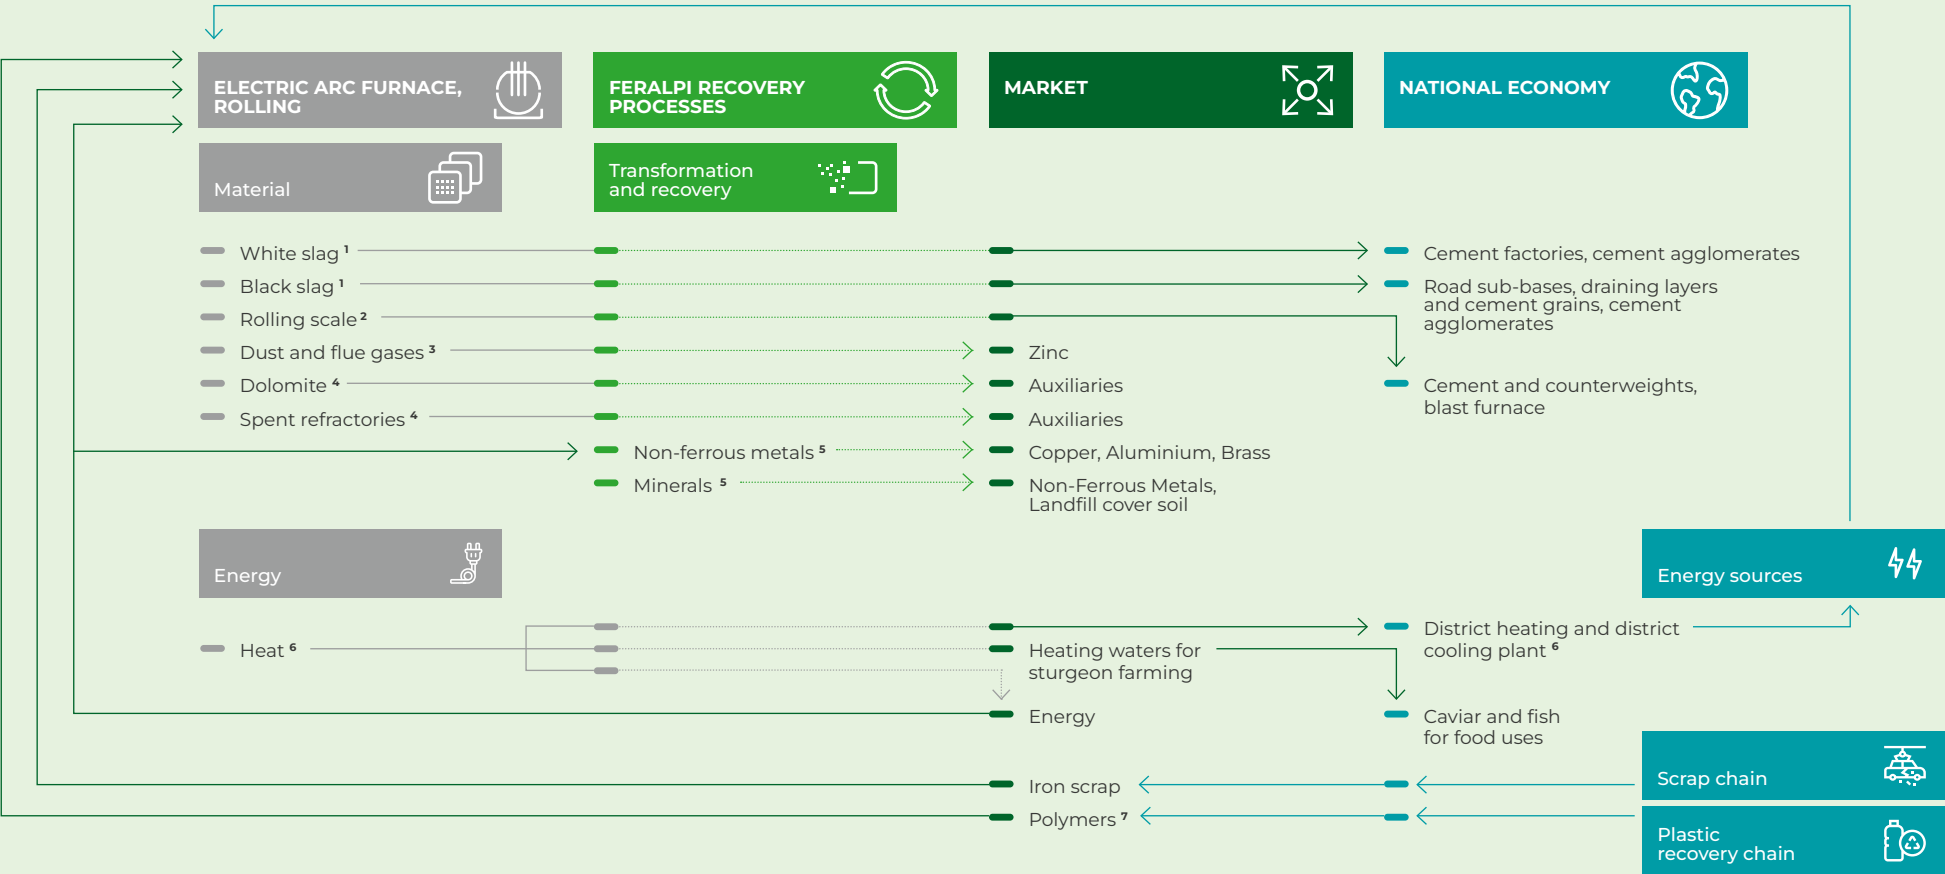 ELECTRIC ARC FURNACE,
ROLLING
FERALPI RECOVERY
PROCESSES
MARKET
NATIONAL ECONOMY
Material
Transformation
and recovery
White slag ¹
Cement factories, cement agglomerates
Black slag ¹
Road sub-bases, draining layers
and cement grains, cement
agglomerates
Rolling scale ²
Dust and flue gases ³
Zinc
Dolomite ⁴
Auxiliaries
Cement and counterweights,
blast furnace
Spent refractories ⁴
Auxiliaries
Non-ferrous metals ⁵
Copper, Aluminium, Brass
Minerals ⁵
Non-Ferrous Metals,
Landfill cover soil
Energy
Energy sources
Heat ⁶
District heating and district
cooling plant ⁶
Heating waters for
sturgeon farming
Energy
Caviar and fish
for food uses
Iron scrap
Scrap chain
Polymers ⁷
Plastic
recovery chain